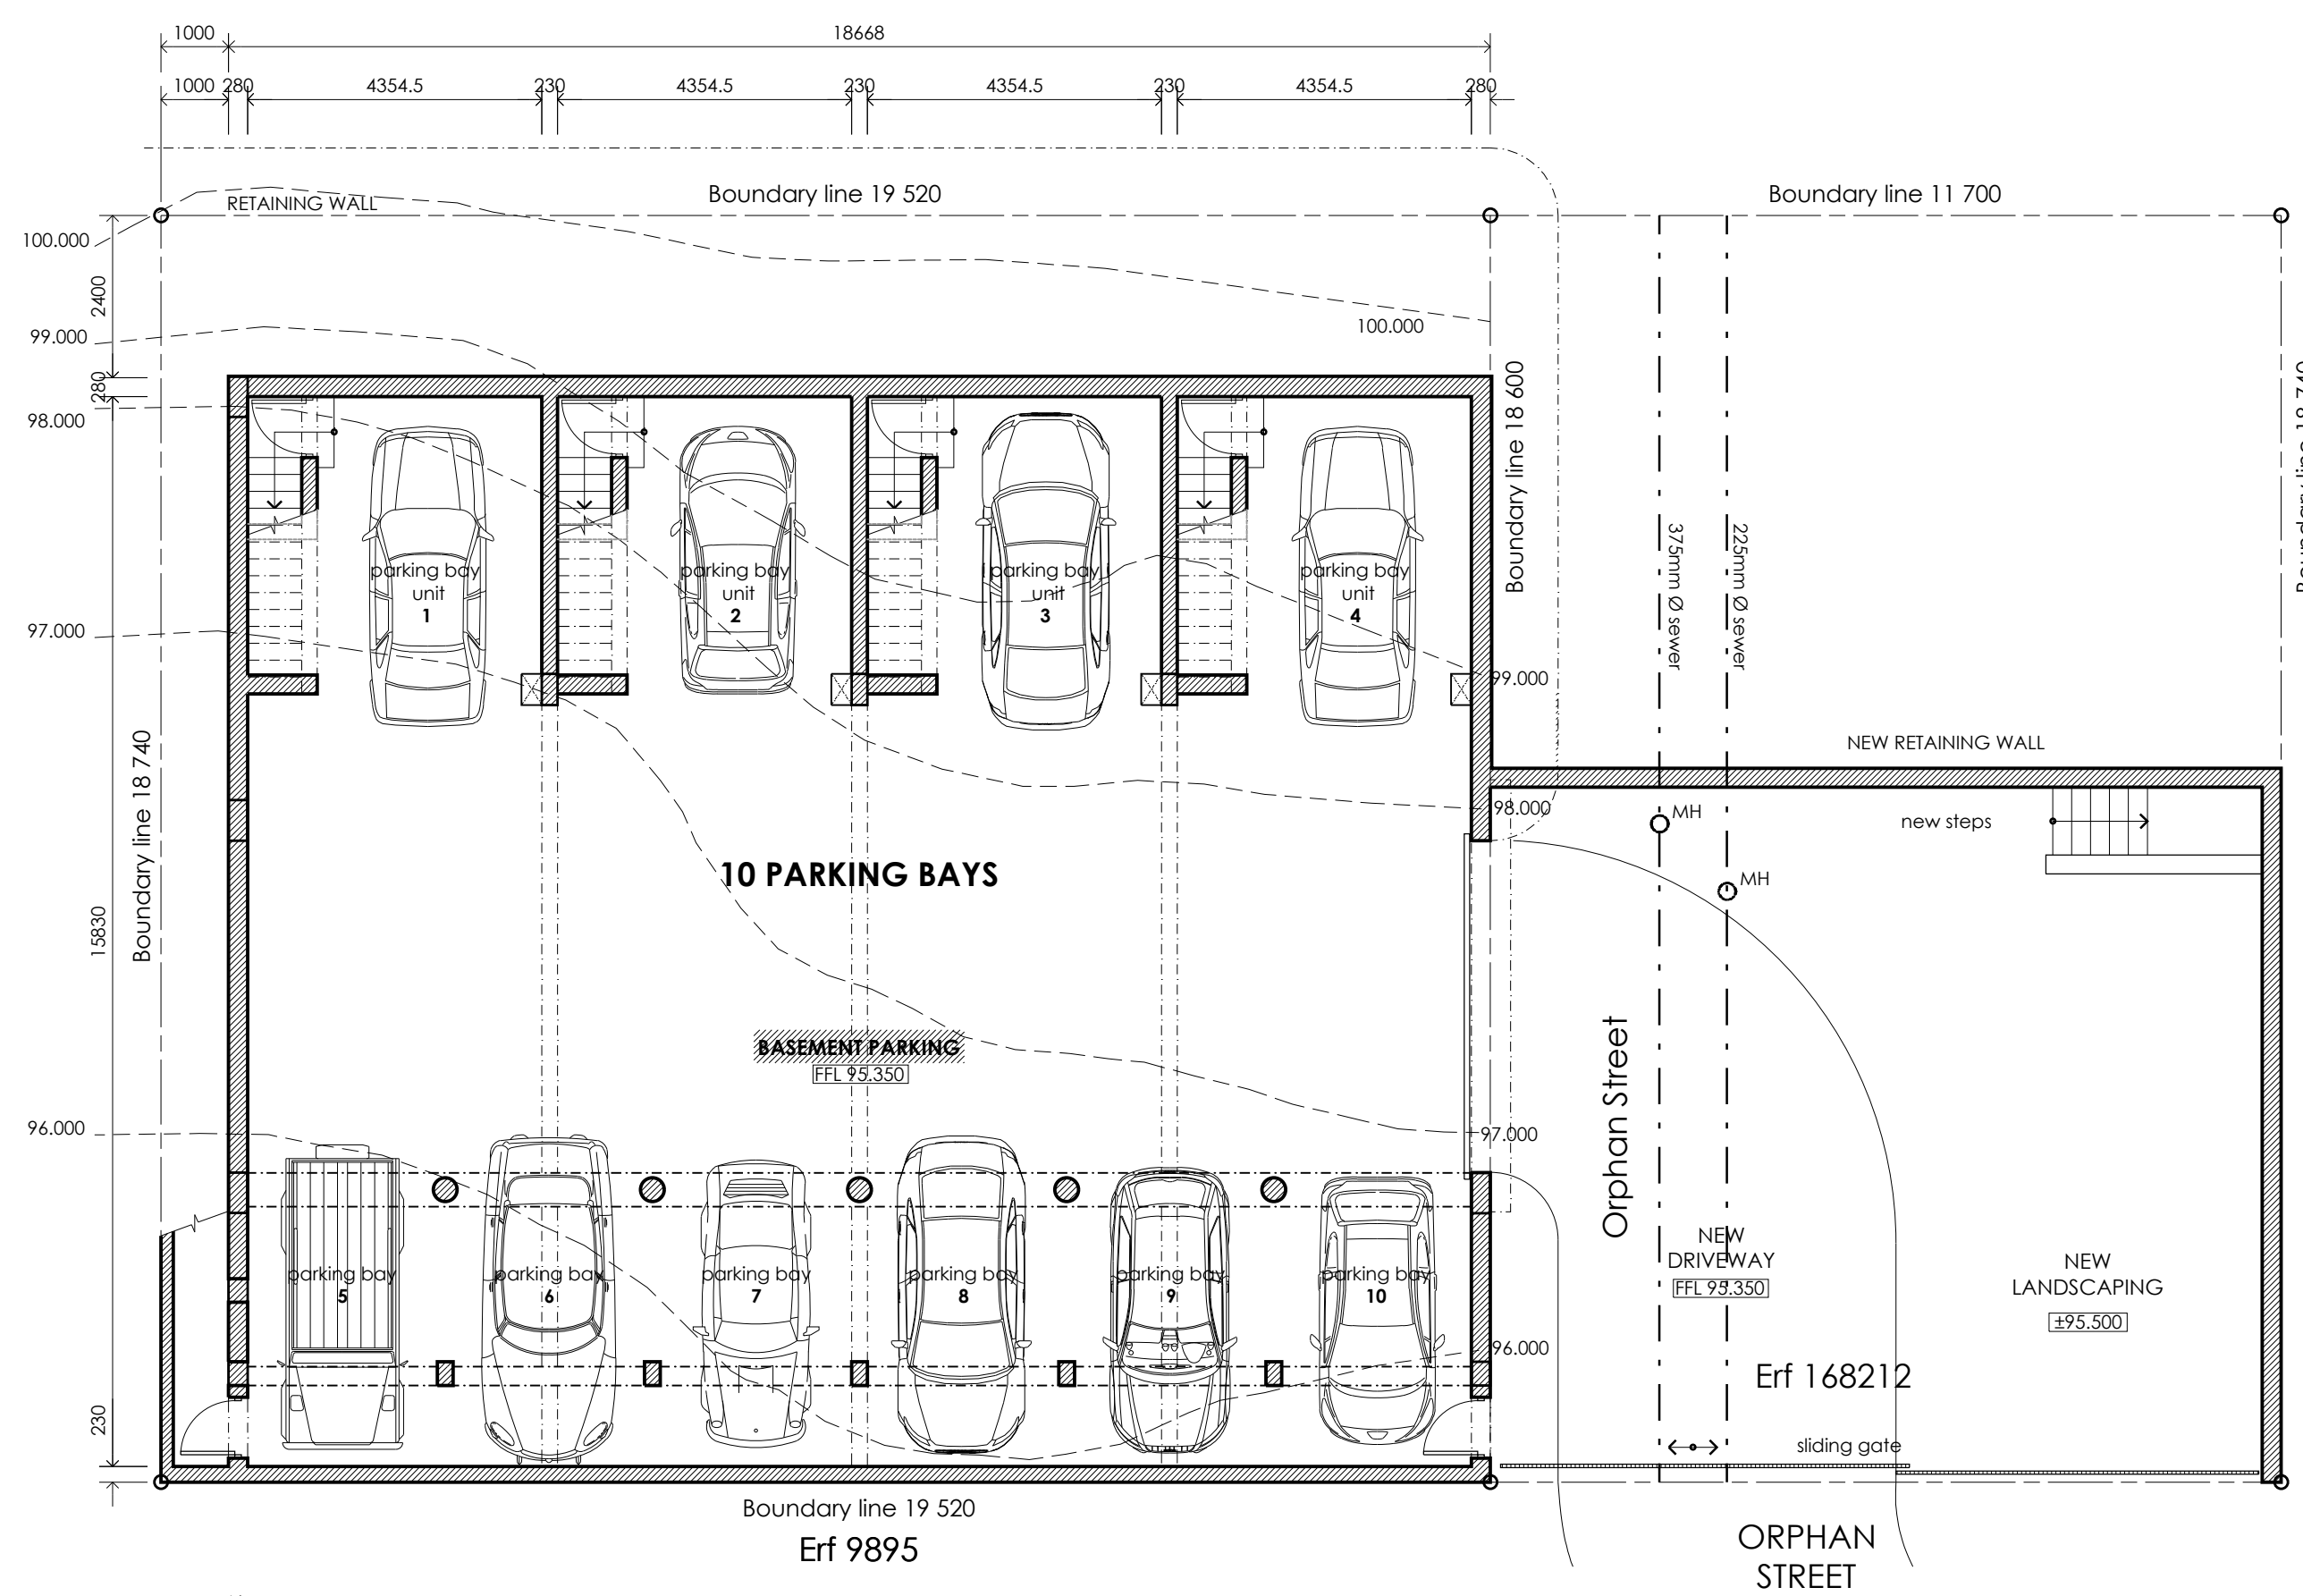 1000
18668
1000
280
4354.5
230
4354.5
230
4354.5
230
4354.5
280
Boundary line 19 520
Boundary line 11 700
RETAINING WALL
100.000
2400
99.000
280
98.000
100.000
Boundary line 18 600
Boundary line 18 740
375mm Ø sewer
225mm Ø sewer
parking bay
unit
1
parking bay
unit
2
parking bay
unit
3
parking bay
unit
4
97.000
99.000
NEW RETAINING WALL
Boundary line 18 740
98.000
MH
new steps
10 PARKING BAYS
MH
15830
BASEMENT PARKING
FFL 95.350
Orphan Street
96.000
97.000
NEW
DRIVEWAY
FFL 95.350
NEW
LANDSCAPING
±95.500
parking bay
5
parking bay
6
parking bay
7
parking bay
8
parking bay
9
parking bay
10
96.000
Erf 168212
230
sliding gate
Boundary line 19 520
Erf 9895
ORPHAN
STREET